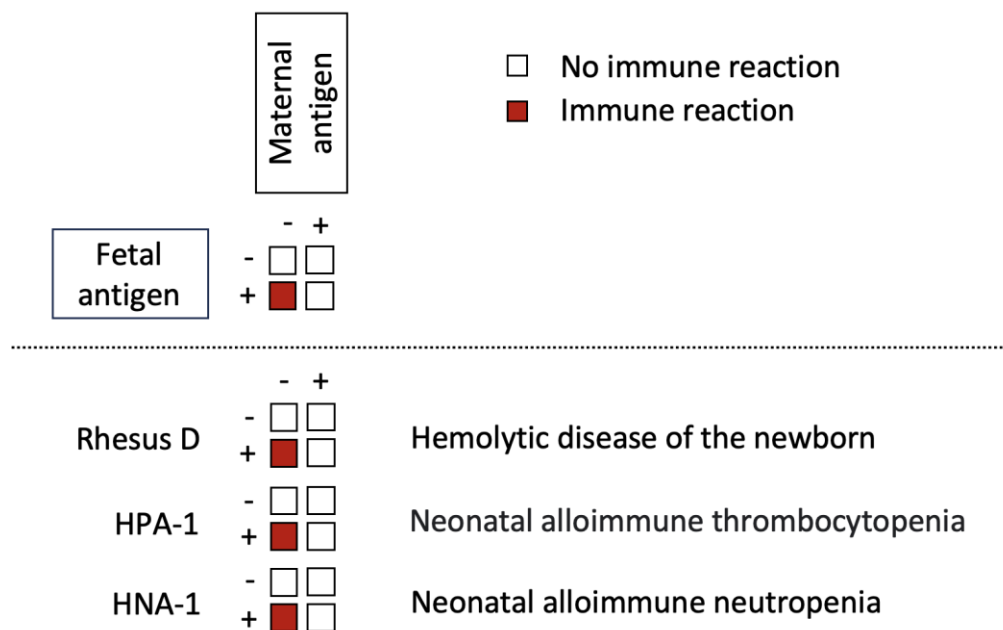 Maternal
antigen
No immune reaction
Immune reaction
- +
Fetal
antigen
-
+
- +
Rhesus D
-
+
Hemolytic disease of the newborn
HPA-1
-
+
Neonatal alloimmune thrombocytopenia
HNA-1
-
+
Neonatal alloimmune neutropenia